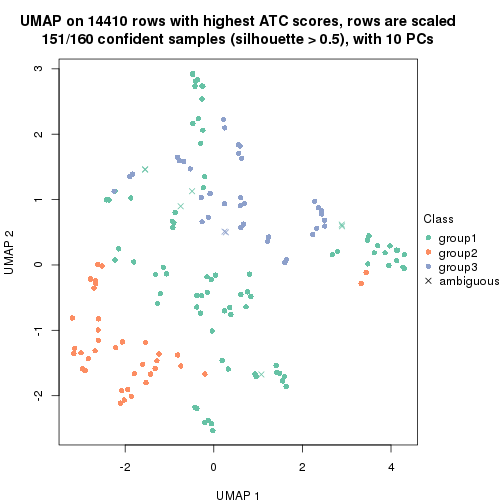 UMAP on 14410 rows with highest ATC scores, rows are scaled
151/160 confident samples (silhouette > 0.5), with 10 PCs
3
2
1
0
-1
-2
UMAP 2
-2
0
2
4
UMAP 1
Class
group1
group2
group3
ambiguous